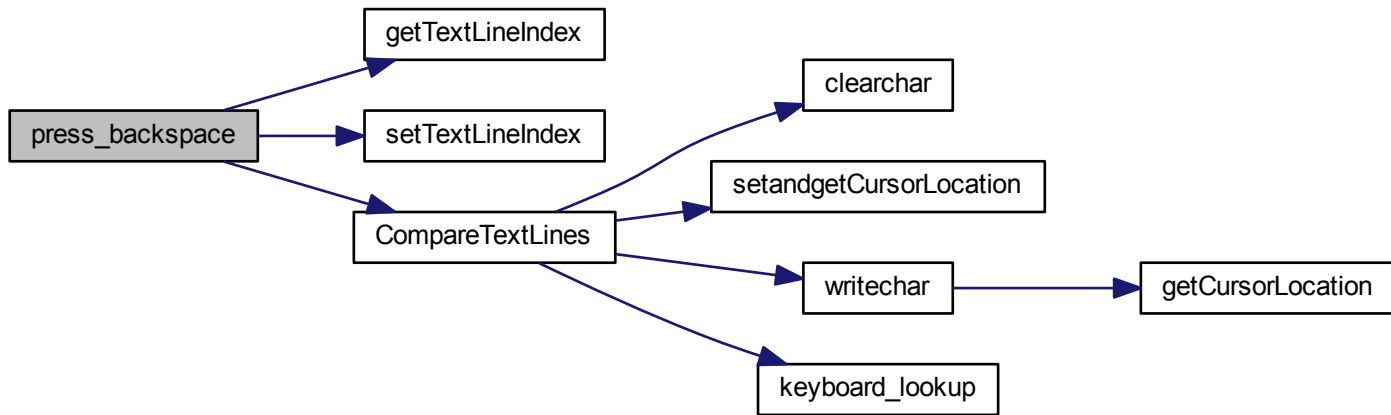 getTextLineIndex
press_backspace
setTextLineIndex
CompareTextLines
clearchar
setandgetCursorLocation
writechar
getCursorLocation
keyboard_lookup